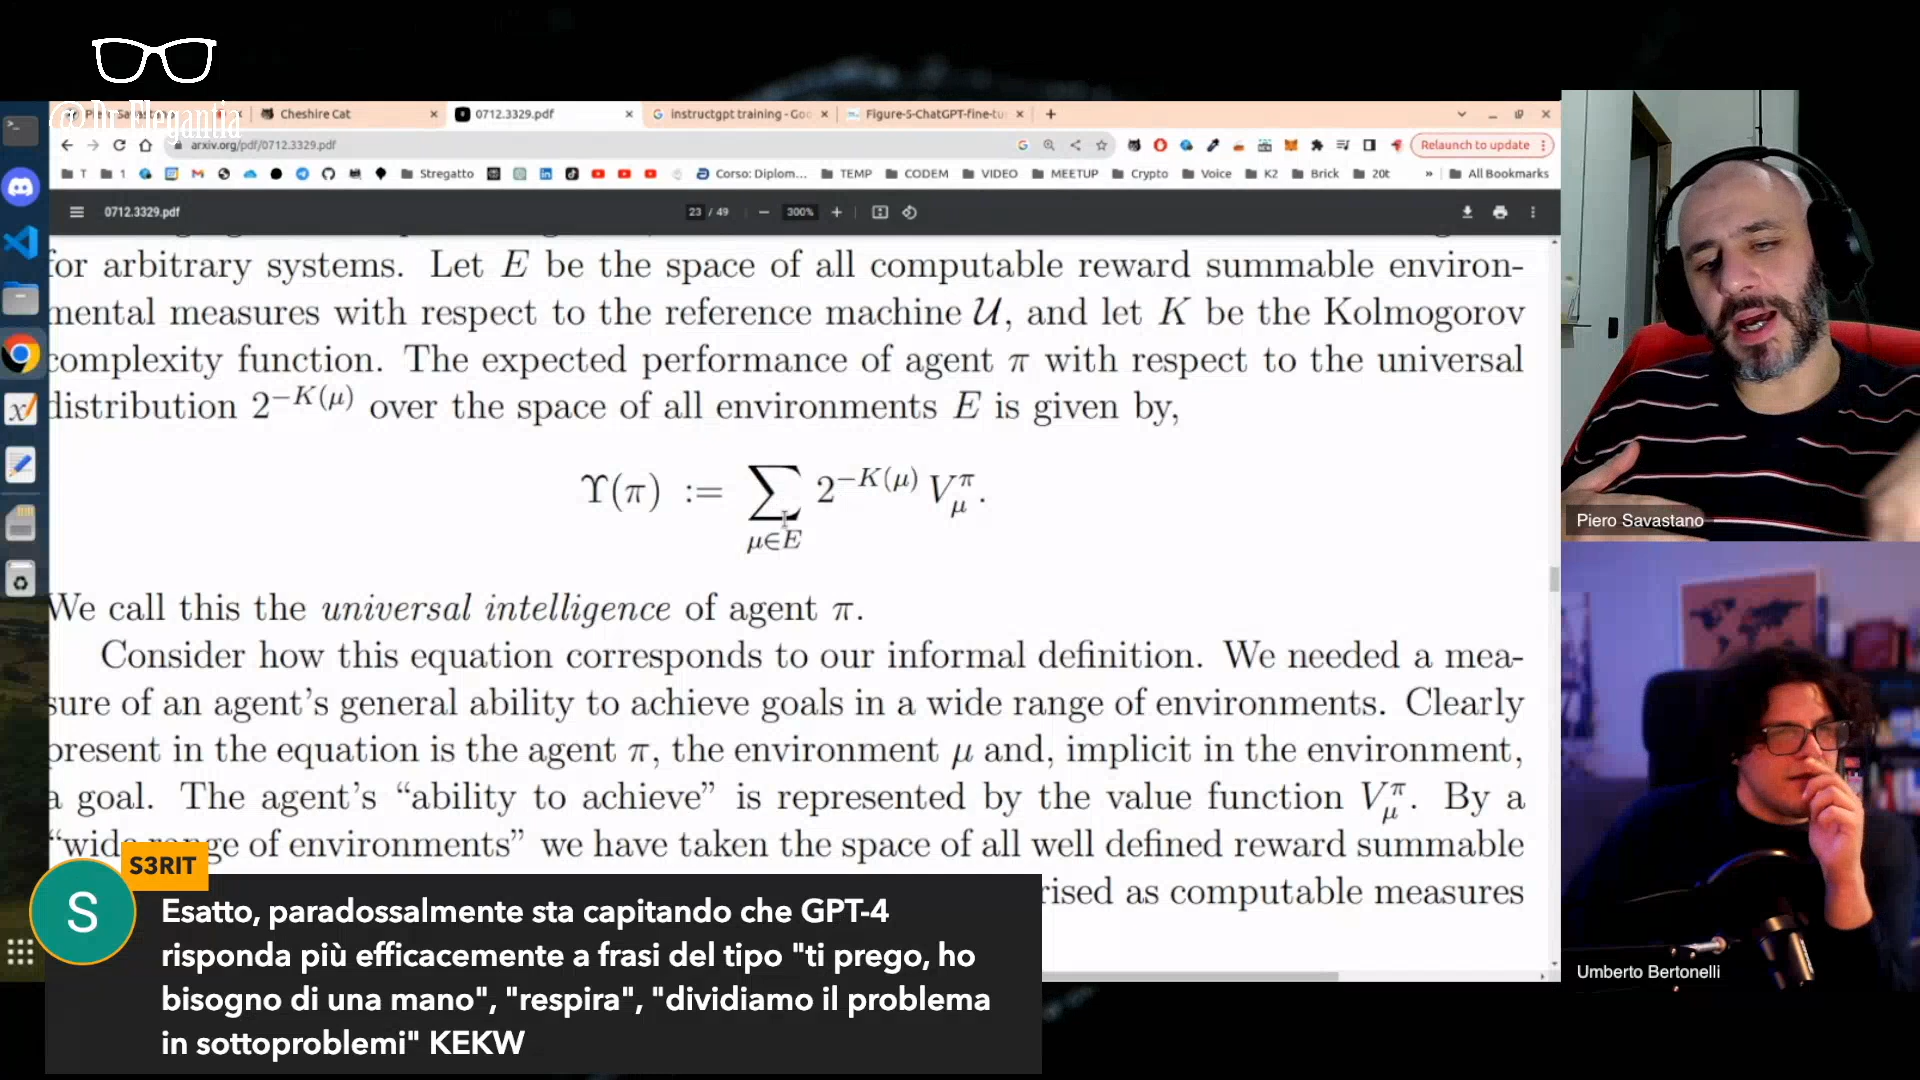 @Dr Elegantia
Cheshire Cat
0712.3329.pdf
instructgpt training - Goo
Figure-5-ChatGPT-fine-tu
arxiv.org/pdf/0712.3329.pdf
Relaunch to update
T
1
Stregatto
Corso: Diplom...
TEMP
CODEM
VIDEO
MEETUP
Crypto
Voice
K2
Brick
20t
»
All Bookmarks
0712.3329.pdf
23 / 49
300%
for arbitrary systems. Let E be the space of all computable reward summable environ-
mental measures with respect to the reference machine 𝒰, and let K be the Kolmogorov
complexity function. The expected performance of agent π with respect to the universal
distribution 2^{−K(μ)} over the space of all environments E is given by,
ϒ(π) := ∑_{μ∈E} 2^{−K(μ)} V_μ^π.
We call this the universal intelligence of agent π.
Consider how this equation corresponds to our informal definition. We needed a mea-
sure of an agent's general ability to achieve goals in a wide range of environments. Clearly
present in the equation is the agent π, the environment μ and, implicit in the environment,
a goal. The agent's “ability to achieve” is represented by the value function V_μ^π. By a
“wide range of environments” we have taken the space of all well defined reward summable
rised as computable measures
S3RIT
S
Esatto, paradossalmente sta capitando che GPT-4
risponda più efficacemente a frasi del tipo "ti prego, ho
bisogno di una mano", "respira", "dividiamo il problema
in sottoproblemi" KEKW
Piero Savastano
Umberto Bertonelli